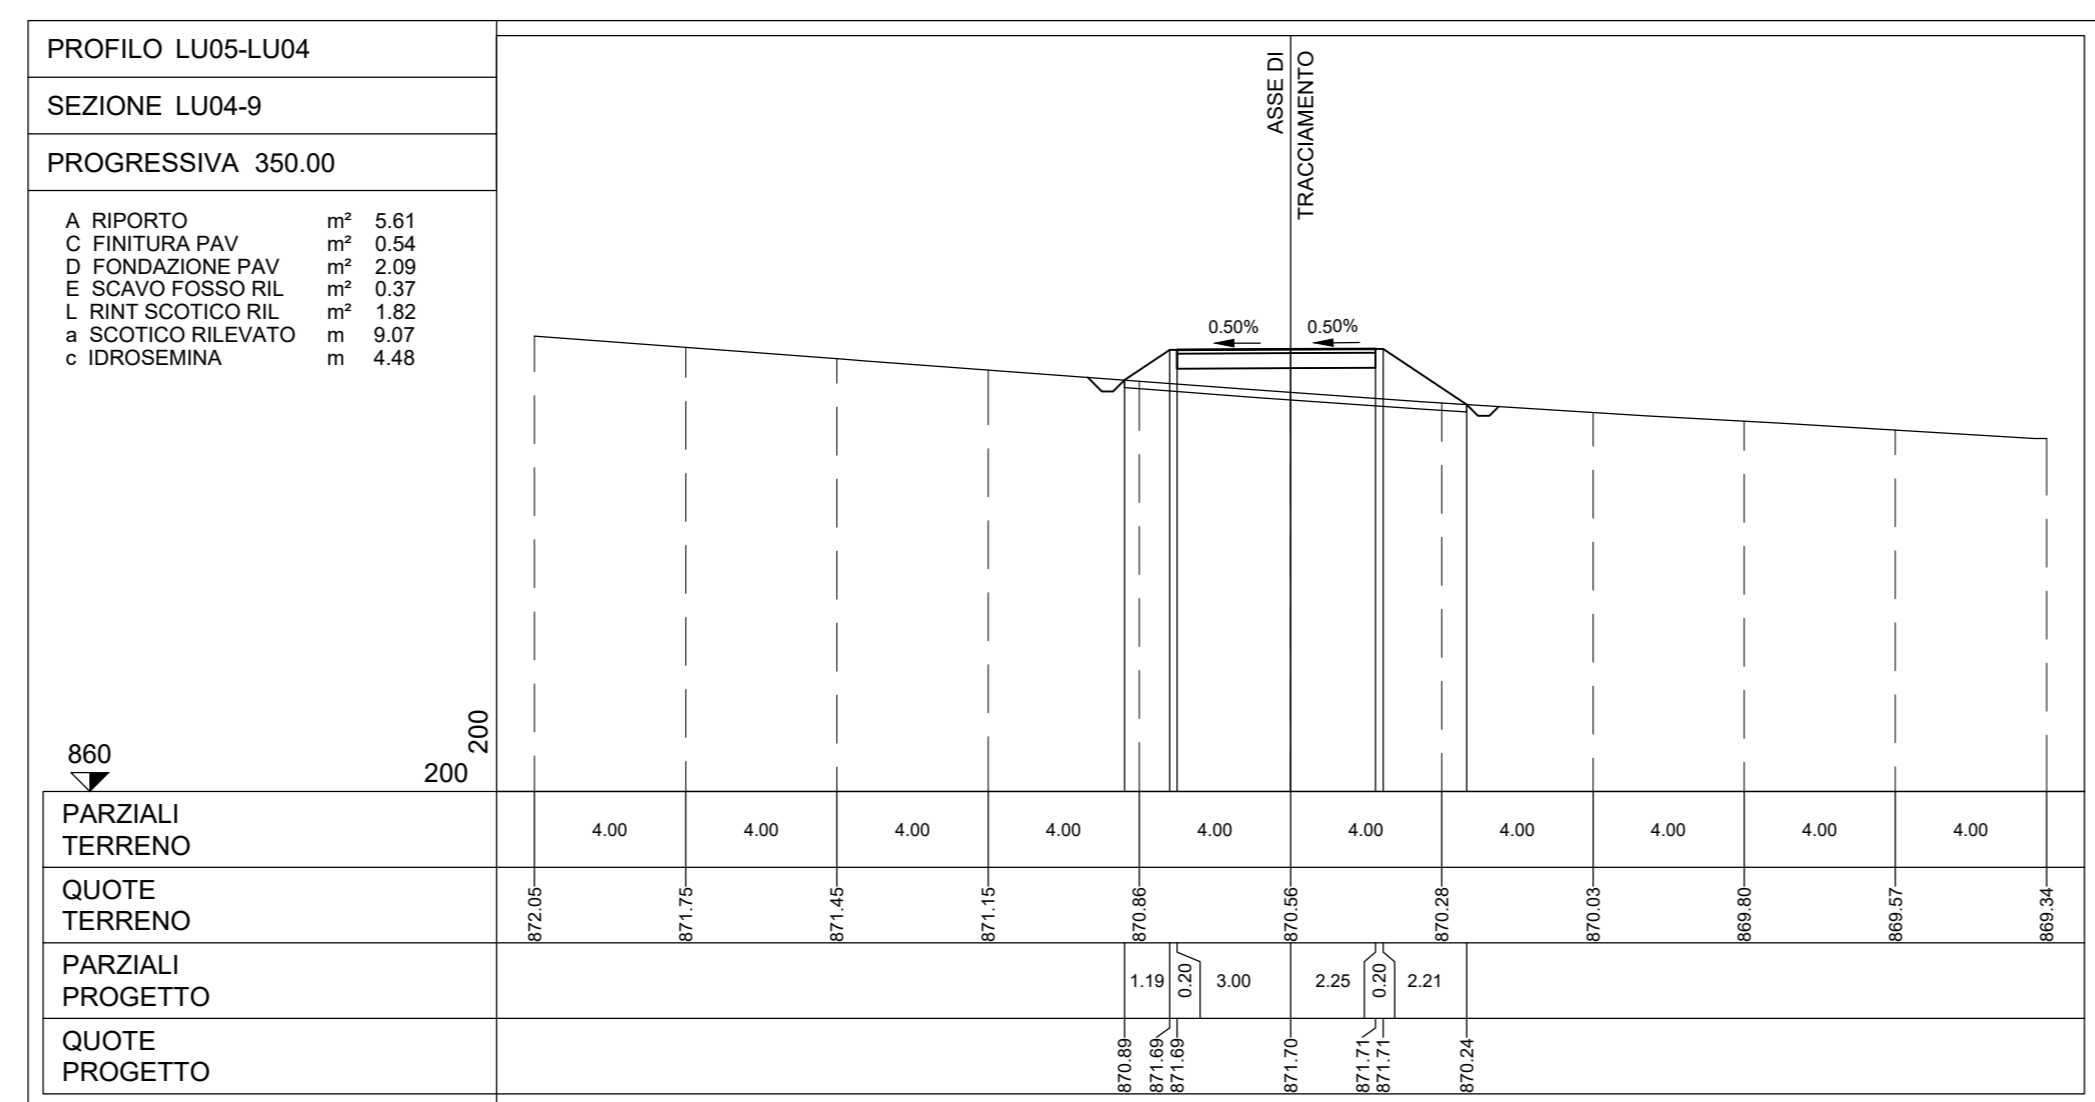 PROFILO LU05-LU04
SEZIONE LU04-9
PROGRESSIVA 350.00
A RIPORTO m² 5.61
C FINITURA PAV m² 0.54
D FONDAZIONE PAV m² 2.09
E SCAVO FOSSO RIL m² 0.37
L RINT SCOTICO RIL m² 1.82
a SCOTICO RILEVATO m 9.07
c IDROSEMINA m 4.48
ASSE DI
TRACCIAMENTO
0.50% 0.50%
860
200
200
PARZIALI
TERRENO
4.00 4.00 4.00 4.00 4.00 4.00 4.00 4.00 4.00 4.00
QUOTE
TERRENO
872.05 871.75 871.45 871.15 870.86 870.56 870.28 870.03 869.80 869.57 869.34
PARZIALI
PROGETTO
1.19 0.20 3.00 2.25 0.20 2.21
QUOTE
PROGETTO
870.89 871.69 871.69 871.70 871.71 871.71 870.24